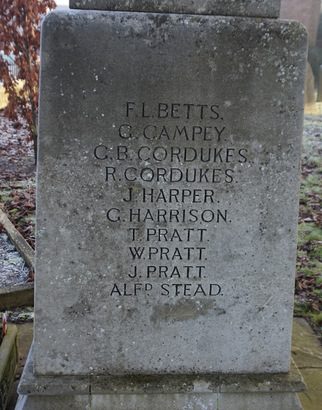 F.L.BETTS.
G. CAMPEY.
G.B.CORDUKES.
R.CORDUKES.
J.HARPER.
G.HARRISON.
T. PRATT.
W.PRATT.
J.PRATT.
ALFD STEAD.